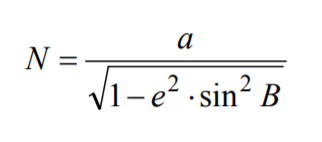 N = a / √(1 − e² · sin² B)